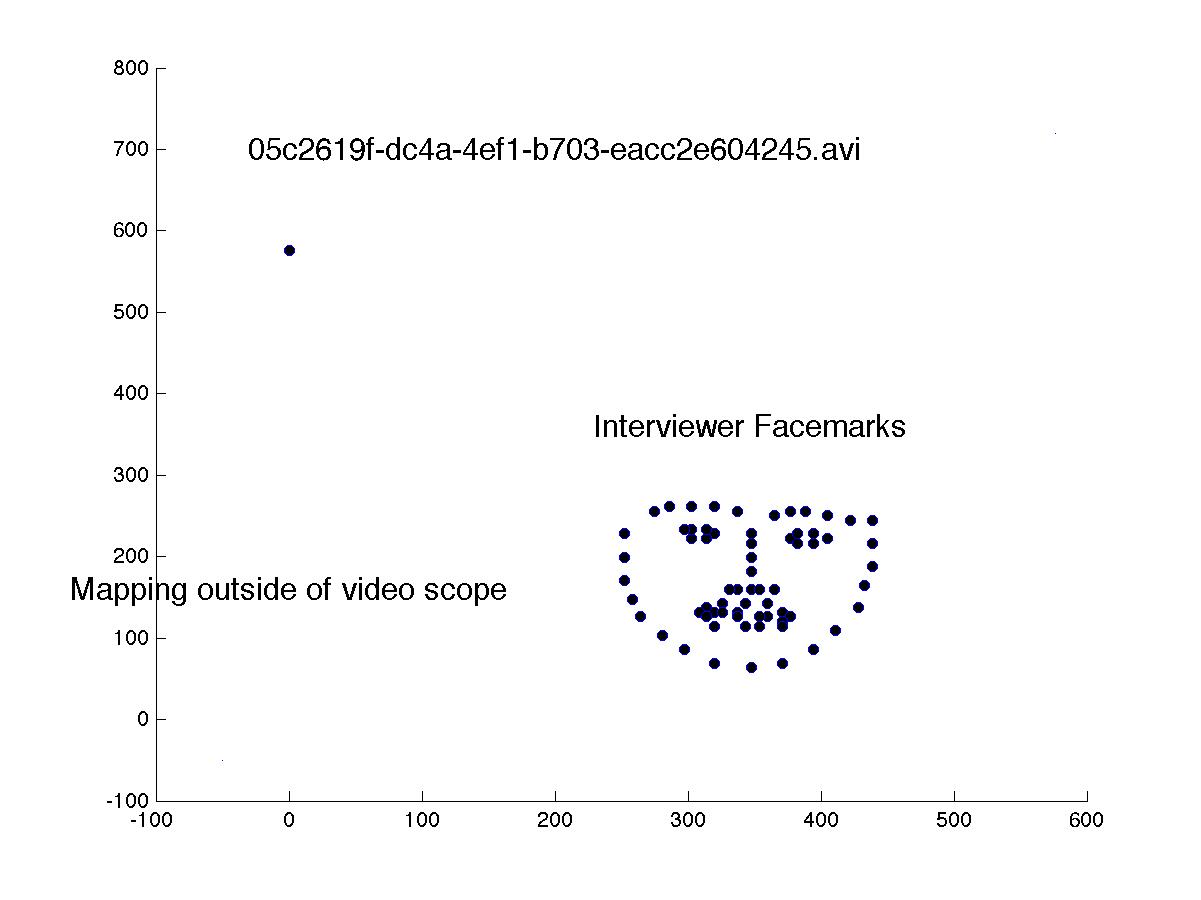 800
05c2619f-dc4a-4ef1-b703-eacc2e604245.avi
700
600
500
400
Interviewer Facemarks
300
200
Mapping outside of video scope
100
0
-100
-100 0 100 200 300 400 500 600